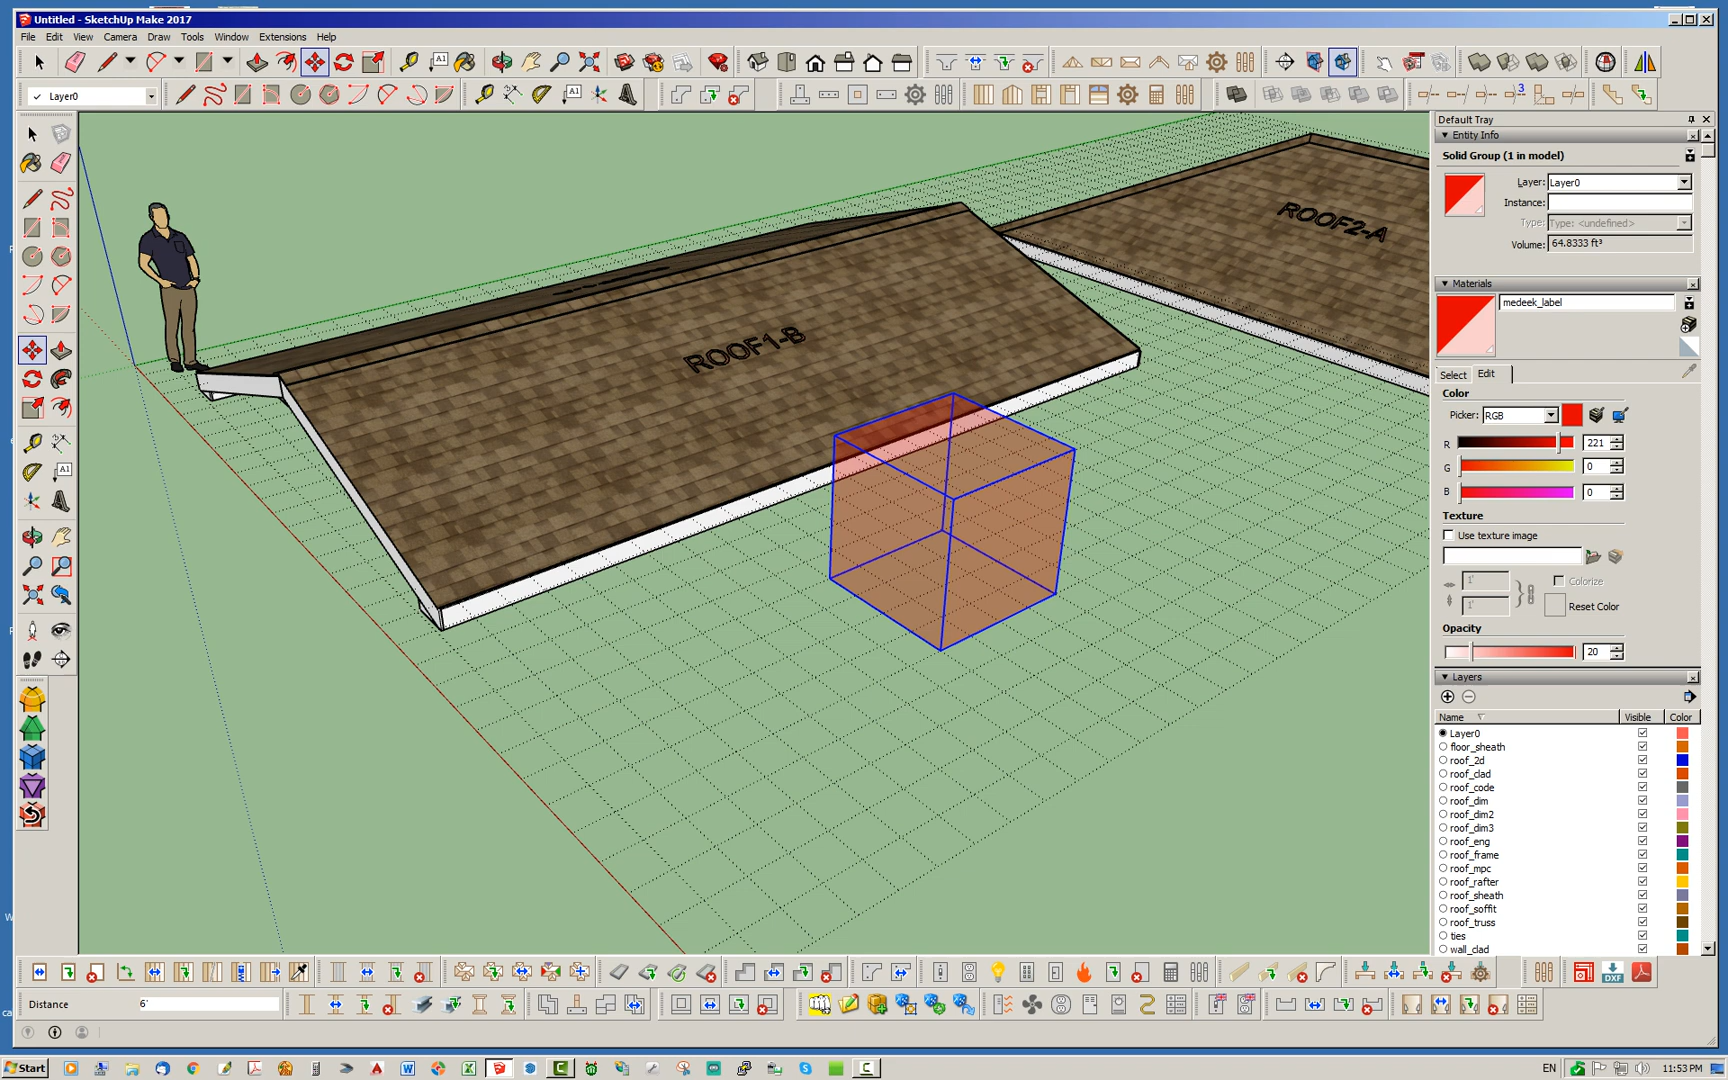 Untitled - SketchUp Make 2017
File Edit View Camera Draw Tools Window Extensions Help
Layer0
Default Tray
Entity Info
Solid Group (1 in model)
Layer: Layer0
Instance:
Type: Type: <undefined>
Volume: 64.8333 ft³
Materials
medeek_label
Select Edit
Color
Picker: RGB
R 221
G 0
B 0
Texture
Use texture image
1'
Colorize
1'
Reset Color
Opacity
20
Layers
Name Visible Color
Layer0
floor_sheath
roof_2d
roof_clad
roof_code
roof_dim
roof_dim2
roof_dim3
roof_eng
roof_frame
roof_mpc
roof_rafter
roof_sheath
roof_soffit
roof_truss
ties
wall_clad
ROOF1-B
ROOF2-A
Distance 6'
Start
EN
11:53 PM